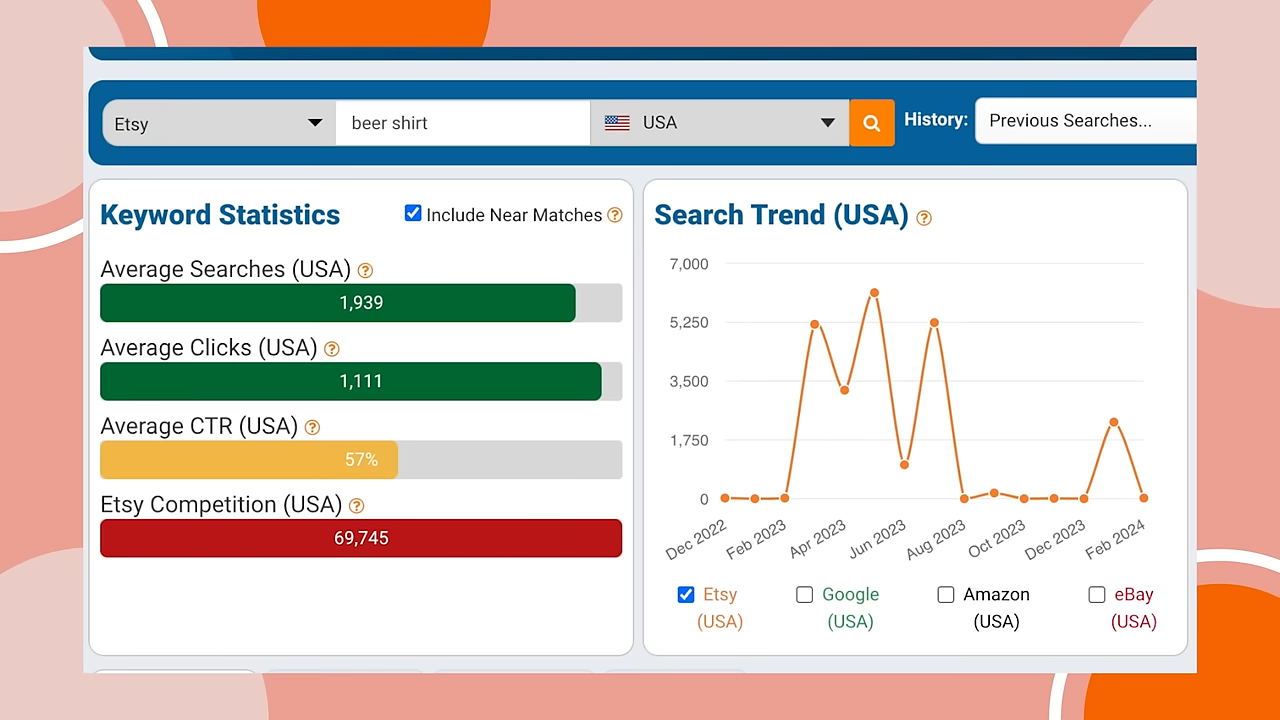 Etsy
beer shirt
USA
History:
Previous Searches...
Keyword Statistics
Include Near Matches ?
Average Searches (USA) ?
1,939
Average Clicks (USA) ?
1,111
Average CTR (USA) ?
57%
Etsy Competition (USA) ?
69,745
Search Trend (USA) ?
7,000
5,250
3,500
1,750
0
Dec 2022
Feb 2023
Apr 2023
Jun 2023
Aug 2023
Oct 2023
Dec 2023
Feb 2024
Etsy
(USA)
Google
(USA)
Amazon
(USA)
eBay
(USA)